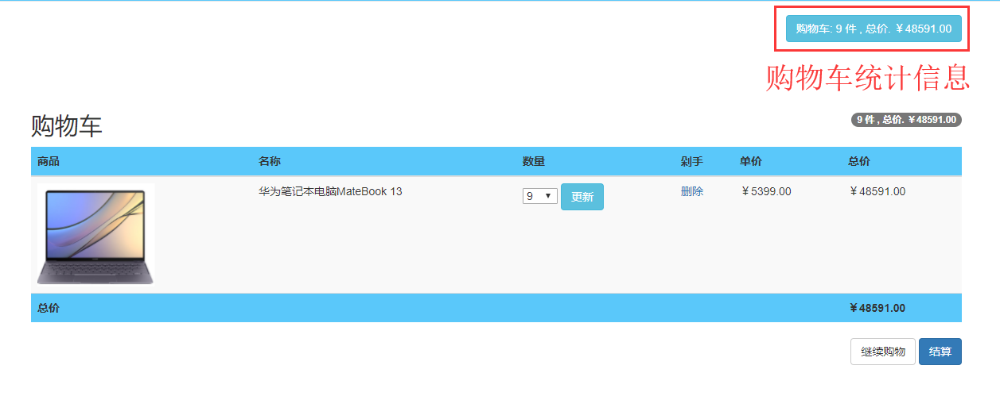 购物车: 9 件 , 总价. ￥48591.00
购物车统计信息
购物车
9 件 , 总价. ￥48591.00
商品 名称 数量 剁手 单价 总价
华为笔记本电脑MateBook 13 9 更新 删除 ￥5399.00 ￥48591.00
总价 ￥48591.00
继续购物 结算